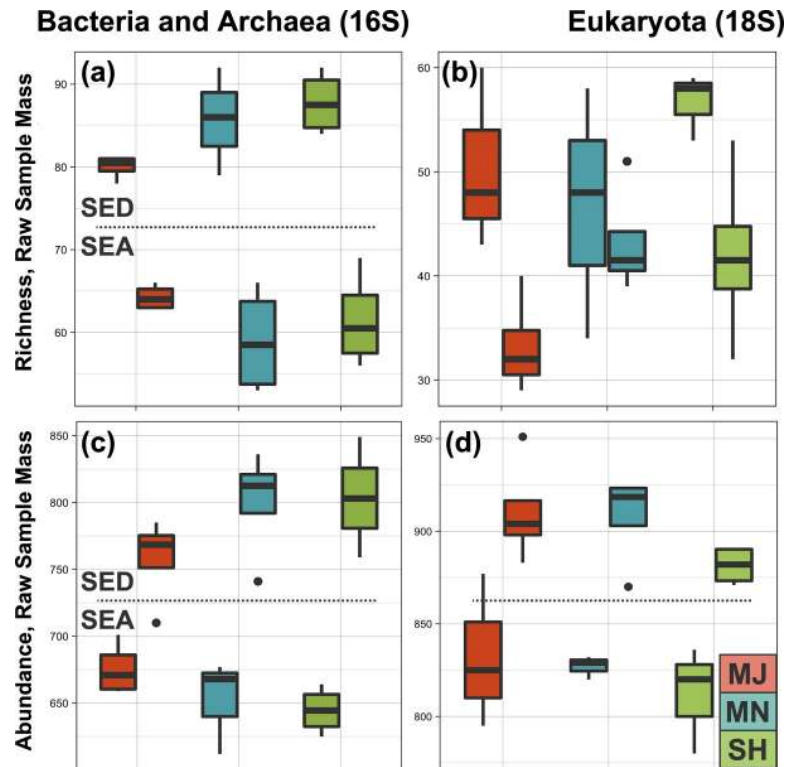 Bacteria and Archaea (16S)
Eukaryota (18S)
Richness, Raw Sample Mass
(a)
90
80
70
60
SED
SEA
(b)
60
50
40
30
Abundance, Raw Sample Mass
(c)
850
800
750
700
650
SED
SEA
(d)
950
900
850
800
MJ
MN
SH